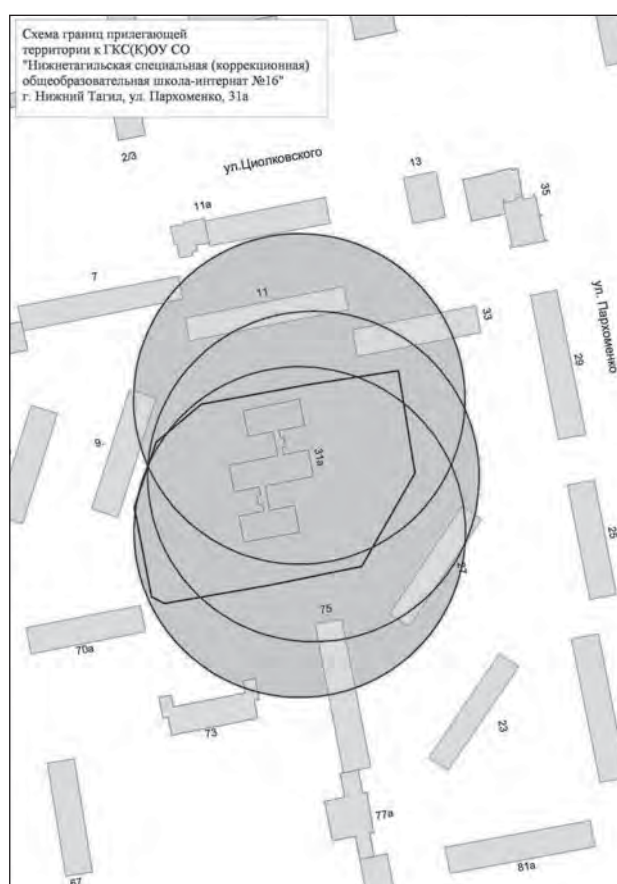 Схема границ прилегающей
территории к ГКС(К)ОУ СО
"Нижнетагильская специальная (коррекционная)
общеобразовательная школа-интернат №16"
г. Нижний Тагил, ул. Пархоменко, 31а
2/3
ул.Циолковского
13
35
11а
7
11
33
ул. Пархоменко
29
9-
31а
25
27
75
70а
73
23
77а
81а
67